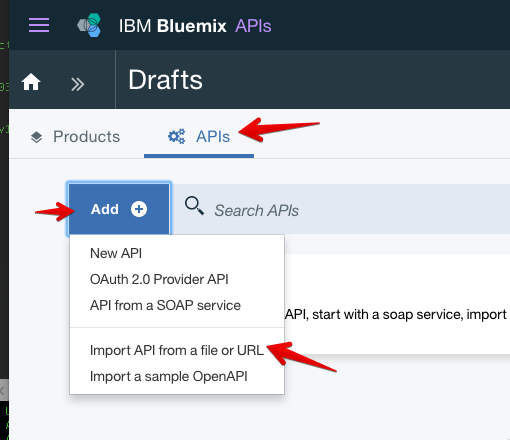 IBM Bluemix APIs
Drafts
Products
APIs
Add
Search APIs
New API
OAuth 2.0 Provider API
API from a SOAP service
API, start with a soap service, import
Import API from a file or URL
Import a sample OpenAPI